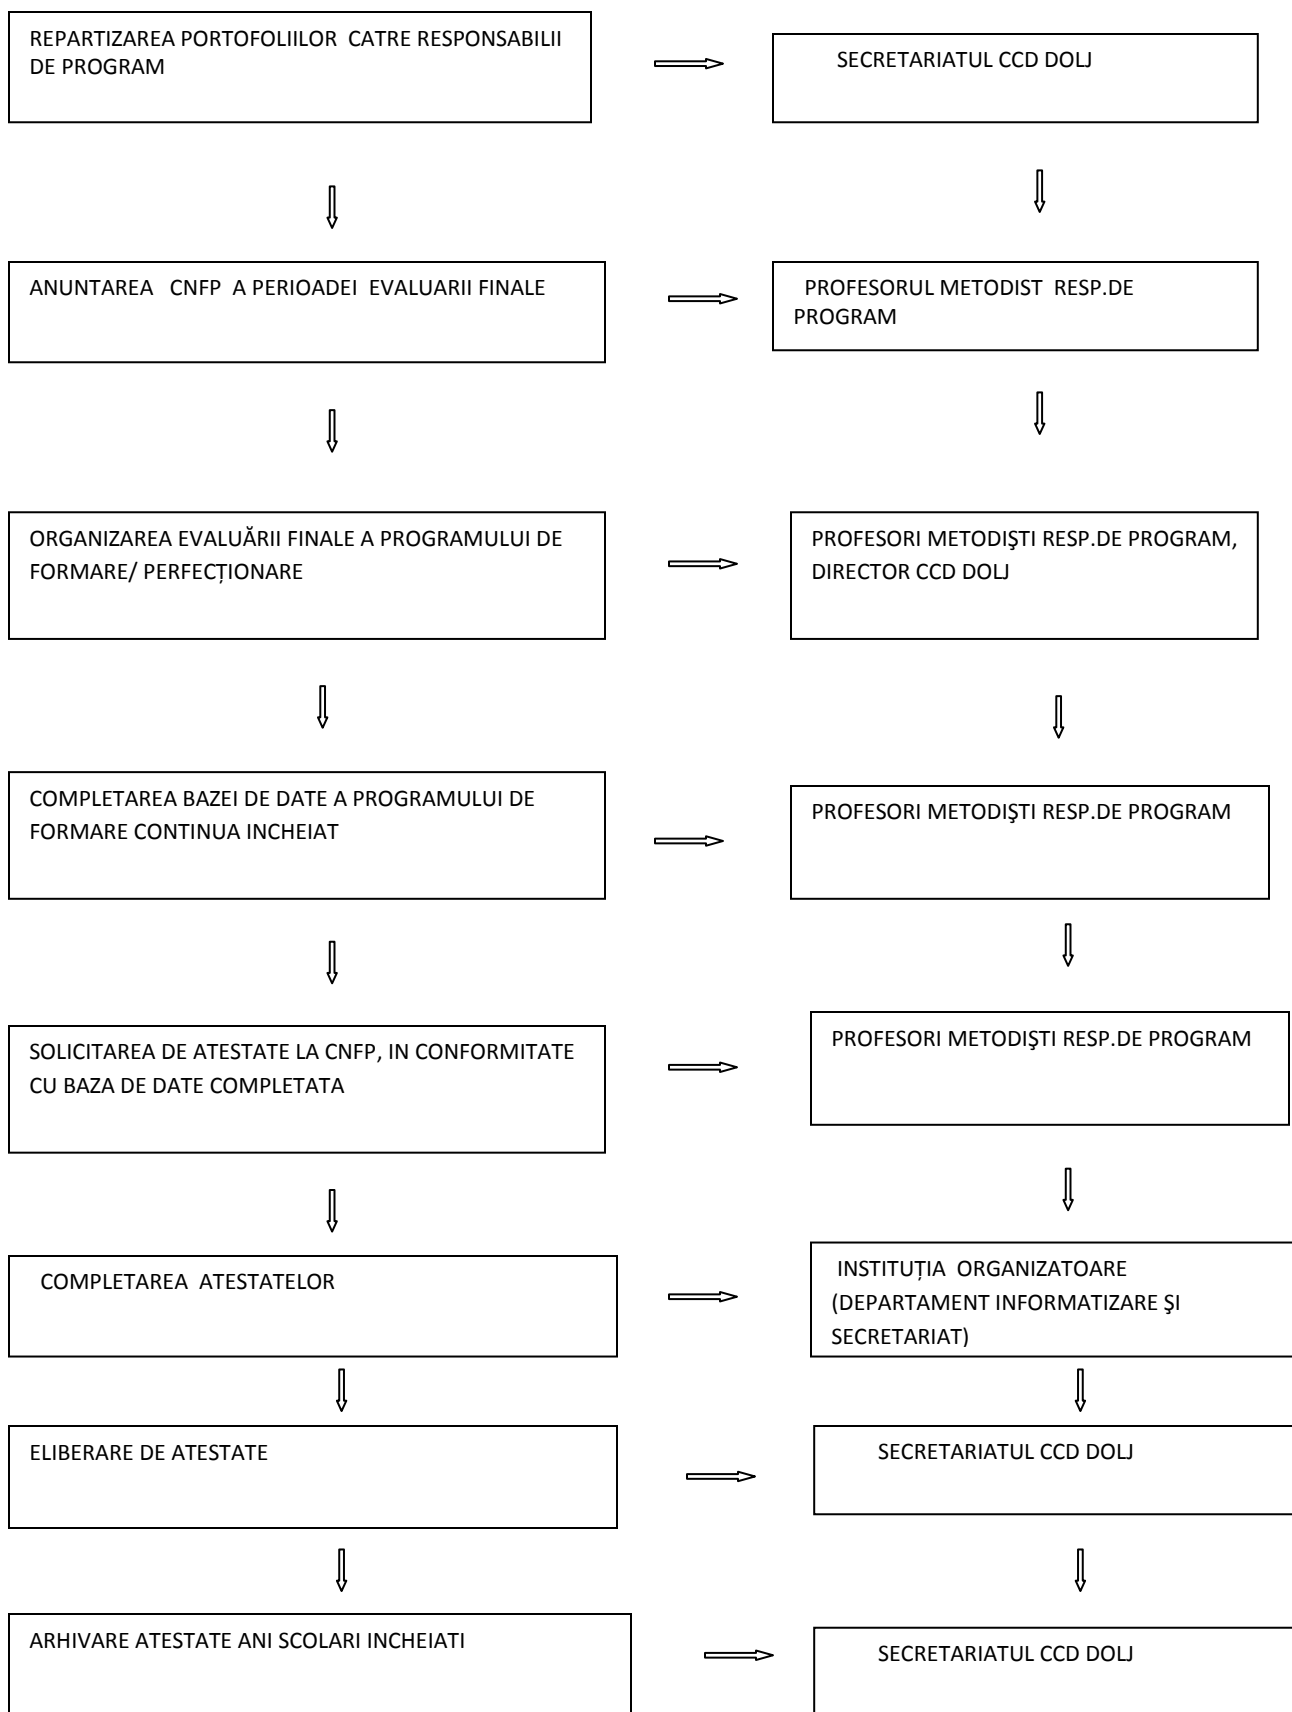 REPARTIZAREA PORTOFOLIILOR CATRE RESPONSABILII
DE PROGRAM
SECRETARIATUL CCD DOLJ
ANUNTAREA CNFP A PERIOADEI EVALUARII FINALE
PROFESORUL METODIST RESP.DE
PROGRAM
ORGANIZAREA EVALUĂRII FINALE A PROGRAMULUI DE
FORMARE/ PERFECȚIONARE
PROFESORI METODIŞTI RESP.DE PROGRAM,
DIRECTOR CCD DOLJ
COMPLETAREA BAZEI DE DATE A PROGRAMULUI DE
FORMARE CONTINUA INCHEIAT
PROFESORI METODIŞTI RESP.DE PROGRAM
SOLICITAREA DE ATESTATE LA CNFP, IN CONFORMITATE
CU BAZA DE DATE COMPLETATA
PROFESORI METODIŞTI RESP.DE PROGRAM
COMPLETAREA ATESTATELOR
INSTITUȚIA ORGANIZATOARE
(DEPARTAMENT INFORMATIZARE ŞI
SECRETARIAT)
ELIBERARE DE ATESTATE
SECRETARIATUL CCD DOLJ
ARHIVARE ATESTATE ANI SCOLARI INCHEIATI
SECRETARIATUL CCD DOLJ